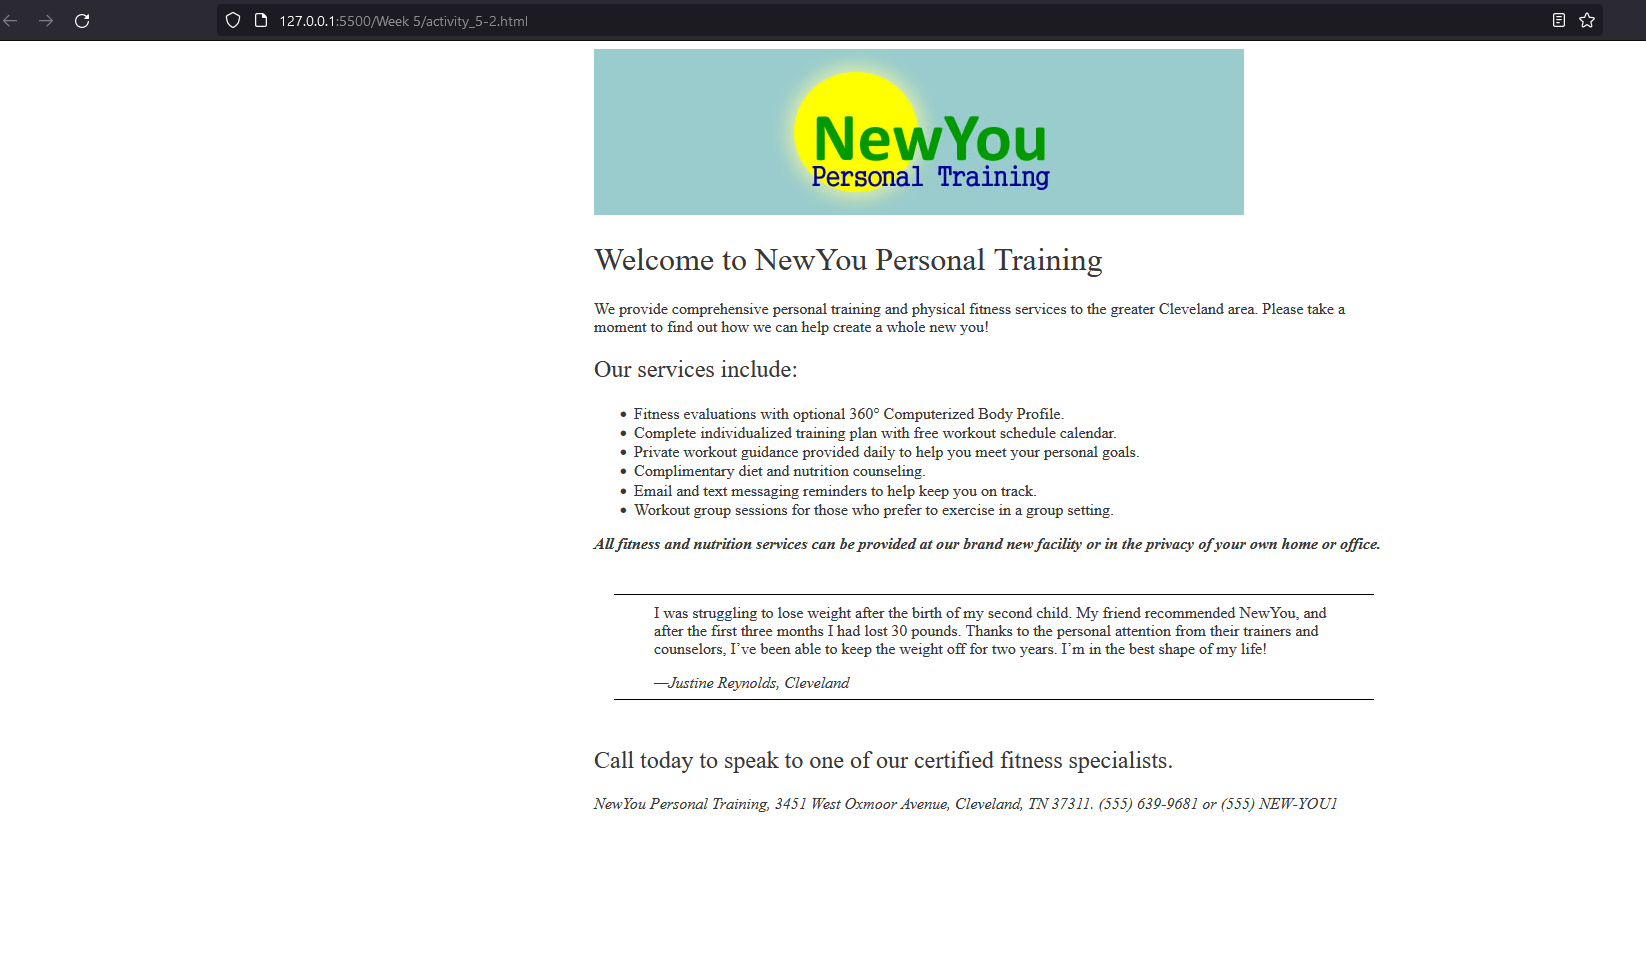 127.0.0.1:5500/Week 5/activity_5-2.html
NewYou
Personal Training
Welcome to NewYou Personal Training
We provide comprehensive personal training and physical fitness services to the greater Cleveland area. Please take a
moment to find out how we can help create a whole new you!
Our services include:
• Fitness evaluations with optional 360° Computerized Body Profile.
• Complete individualized training plan with free workout schedule calendar.
• Private workout guidance provided daily to help you meet your personal goals.
• Complimentary diet and nutrition counseling.
• Email and text messaging reminders to help keep you on track.
• Workout group sessions for those who prefer to exercise in a group setting.
All fitness and nutrition services can be provided at our brand new facility or in the privacy of your own home or office.
I was struggling to lose weight after the birth of my second child. My friend recommended NewYou, and
after the first three months I had lost 30 pounds. Thanks to the personal attention from their trainers and
counselors, I’ve been able to keep the weight off for two years. I’m in the best shape of my life!
—Justine Reynolds, Cleveland
Call today to speak to one of our certified fitness specialists.
NewYou Personal Training, 3451 West Oxmoor Avenue, Cleveland, TN 37311. (555) 639-9681 or (555) NEW-YOU1